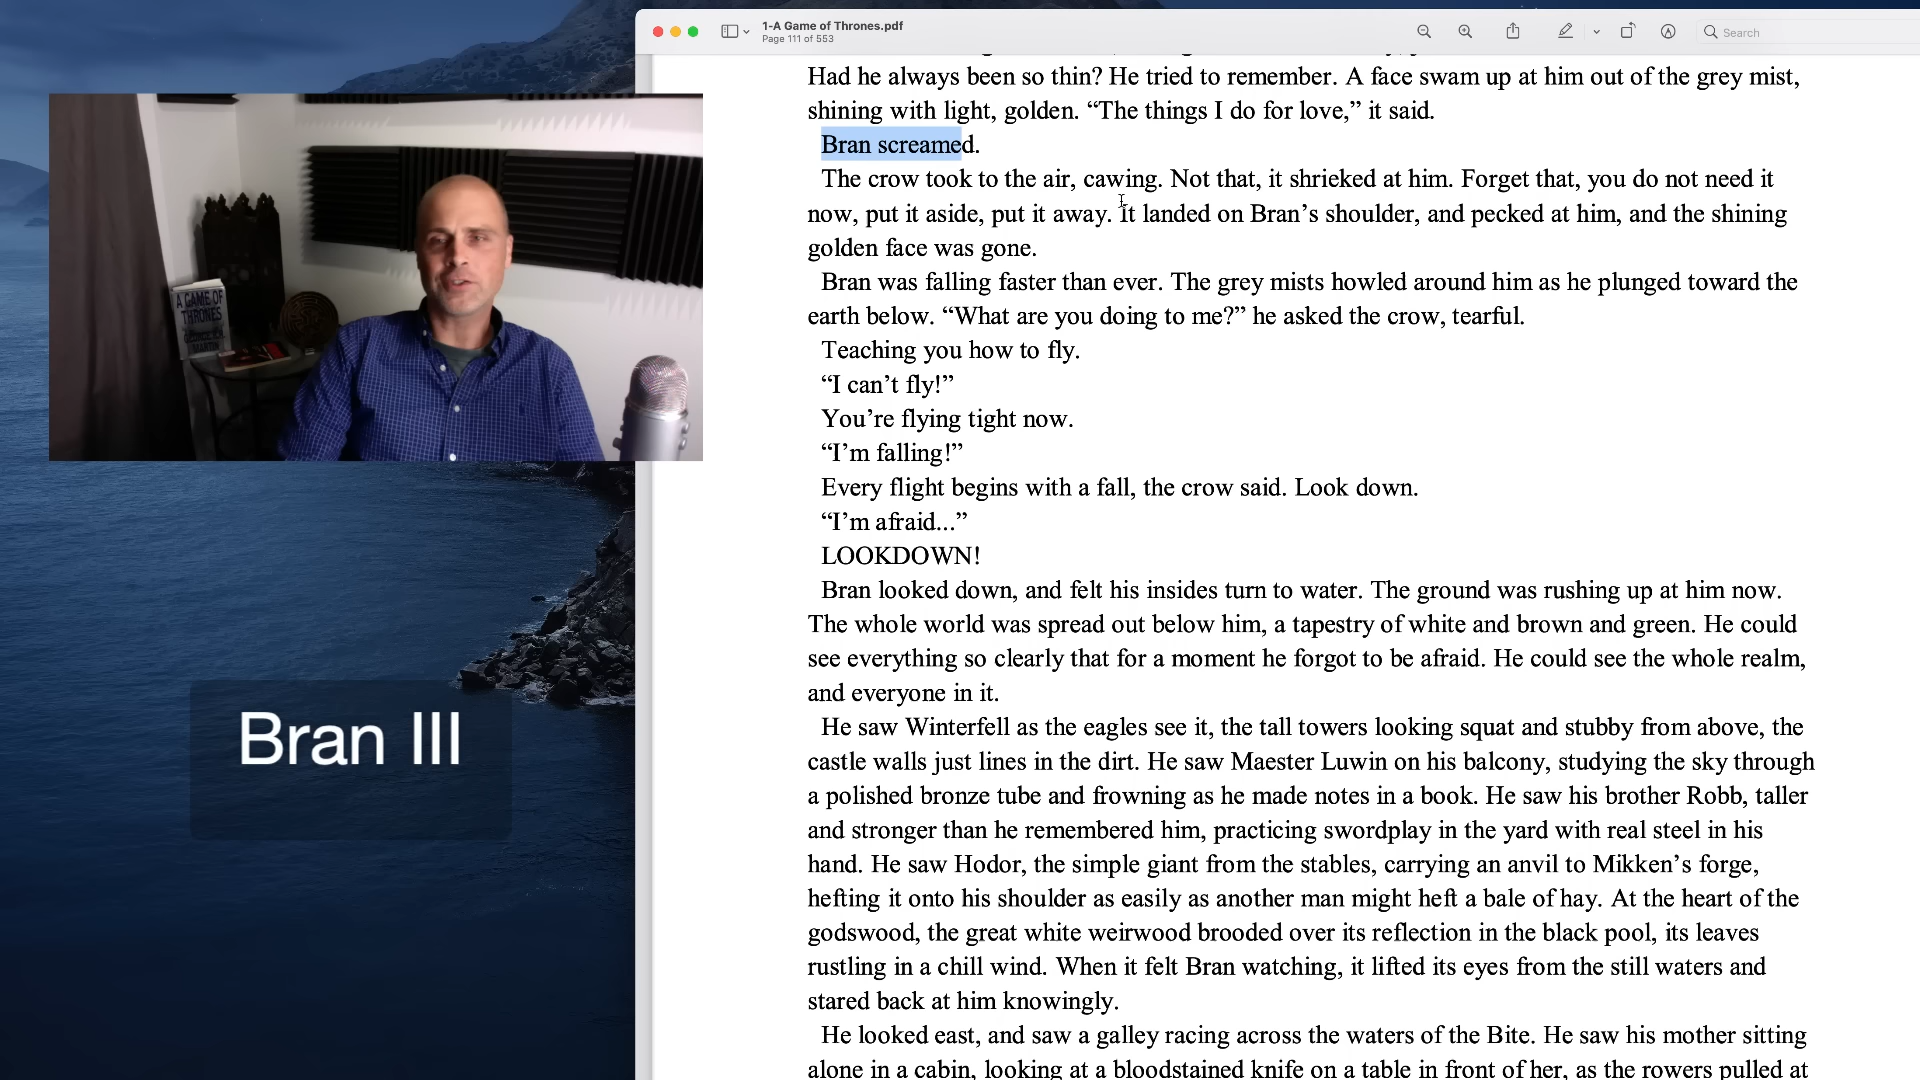 1-A Game of Thrones.pdf
Page 111 of 553
Search
Had he always been so thin? He tried to remember. A face swam up at him out of the grey mist,
shining with light, golden. “The things I do for love,” it said.
Bran screamed.
The crow took to the air, cawing. Not that, it shrieked at him. Forget that, you do not need it
now, put it aside, put it away. It landed on Bran’s shoulder, and pecked at him, and the shining
golden face was gone.
Bran was falling faster than ever. The grey mists howled around him as he plunged toward the
earth below. “What are you doing to me?” he asked the crow, tearful.
Teaching you how to fly.
“I can’t fly!”
You’re flying tight now.
“I’m falling!”
Every flight begins with a fall, the crow said. Look down.
“I’m afraid...”
LOOKDOWN!
Bran looked down, and felt his insides turn to water. The ground was rushing up at him now.
The whole world was spread out below him, a tapestry of white and brown and green. He could
see everything so clearly that for a moment he forgot to be afraid. He could see the whole realm,
and everyone in it.
He saw Winterfell as the eagles see it, the tall towers looking squat and stubby from above, the
castle walls just lines in the dirt. He saw Maester Luwin on his balcony, studying the sky through
a polished bronze tube and frowning as he made notes in a book. He saw his brother Robb, taller
and stronger than he remembered him, practicing swordplay in the yard with real steel in his
hand. He saw Hodor, the simple giant from the stables, carrying an anvil to Mikken’s forge,
hefting it onto his shoulder as easily as another man might heft a bale of hay. At the heart of the
godswood, the great white weirwood brooded over its reflection in the black pool, its leaves
rustling in a chill wind. When it felt Bran watching, it lifted its eyes from the still waters and
stared back at him knowingly.
He looked east, and saw a galley racing across the waters of the Bite. He saw his mother sitting
alone in a cabin, looking at a bloodstained knife on a table in front of her, as the rowers pulled at
A GAME OF
THRONES
MARTIN
Bran III